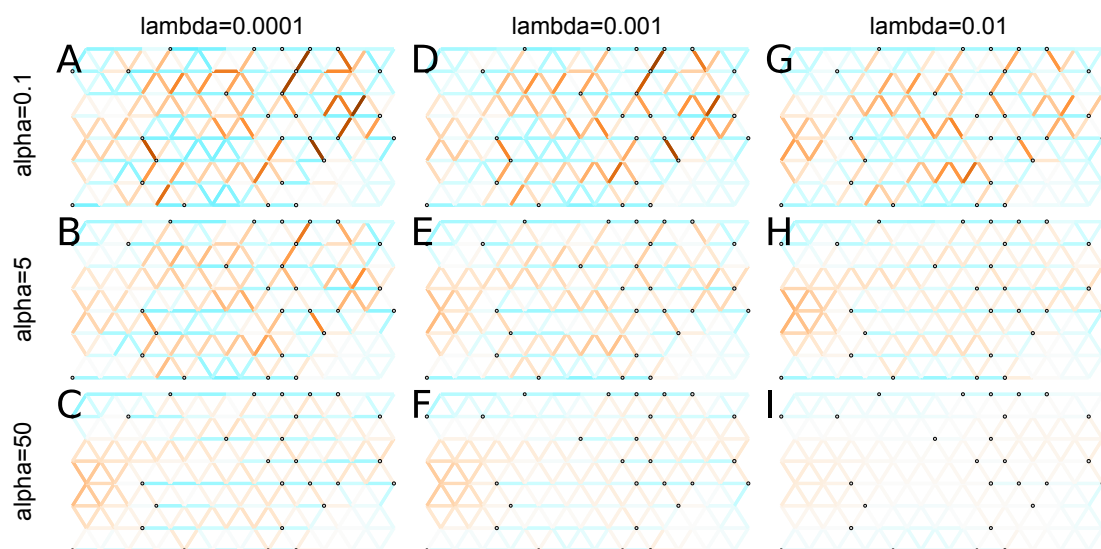 lambda=0.0001 lambda=0.001 lambda=0.01
alpha=0.1
A D G
alpha=5
B E H
alpha=50
C F I